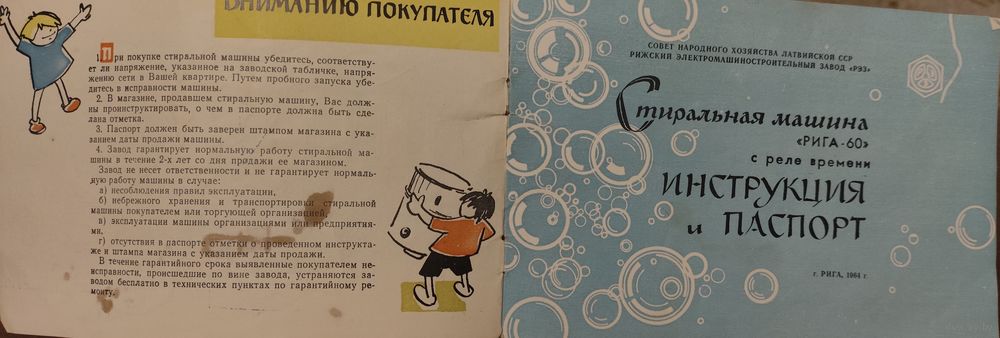 ВНИМАНИЮ ПОКУПАТЕЛЯ
1. При покупке стиральной машины убедитесь, соответству-
ет ли напряжение, указанное на заводской табличке, напря-
жению сети в Вашей квартире. Путем пробного запуска убе-
дитесь в исправности машины.
2. В магазине, продавшем стиральную машину, Вас долж-
ны проинструктировать, о чем в паспорте должна быть сде-
лана отметка.
3. Паспорт должен быть заверен штампом магазина с ука-
занием даты продажи машины.
4. Завод гарантирует нормальную работу стиральной ма-
шины в течение 2-х лет со дня продажи ее магазином.
Завод не несет ответственности и не гарантирует нормаль-
ную работу машины в случае:
а) несоблюдения правил эксплуатации,
б) небрежного хранения и транспортировки стиральной
машины покупателем или торгующей организацией,
в) эксплуатации машины организациями или предприятия-
ми.
г) отсутствия в паспорте отметки о проведенном инструкта-
же и штампа магазина с указанием даты продажи.
В течение гарантийного срока выявленные покупателем не-
исправности, происшедшие по вине завода, устраняются за-
водом бесплатно в технических пунктах по гарантийному ре-
монту.
СОВЕТ НАРОДНОГО ХОЗЯЙСТВА ЛАТВИЙСКОЙ ССР
РИЖСКИЙ ЭЛЕКТРОМАШИНОСТРОИТЕЛЬНЫЙ ЗАВОД «РЭЗ»
Стиральная машина
«РИГА-60»
с реле времени
ИНСТРУКЦИЯ
и ПАСПОРТ
г. РИГА, 1964 г.